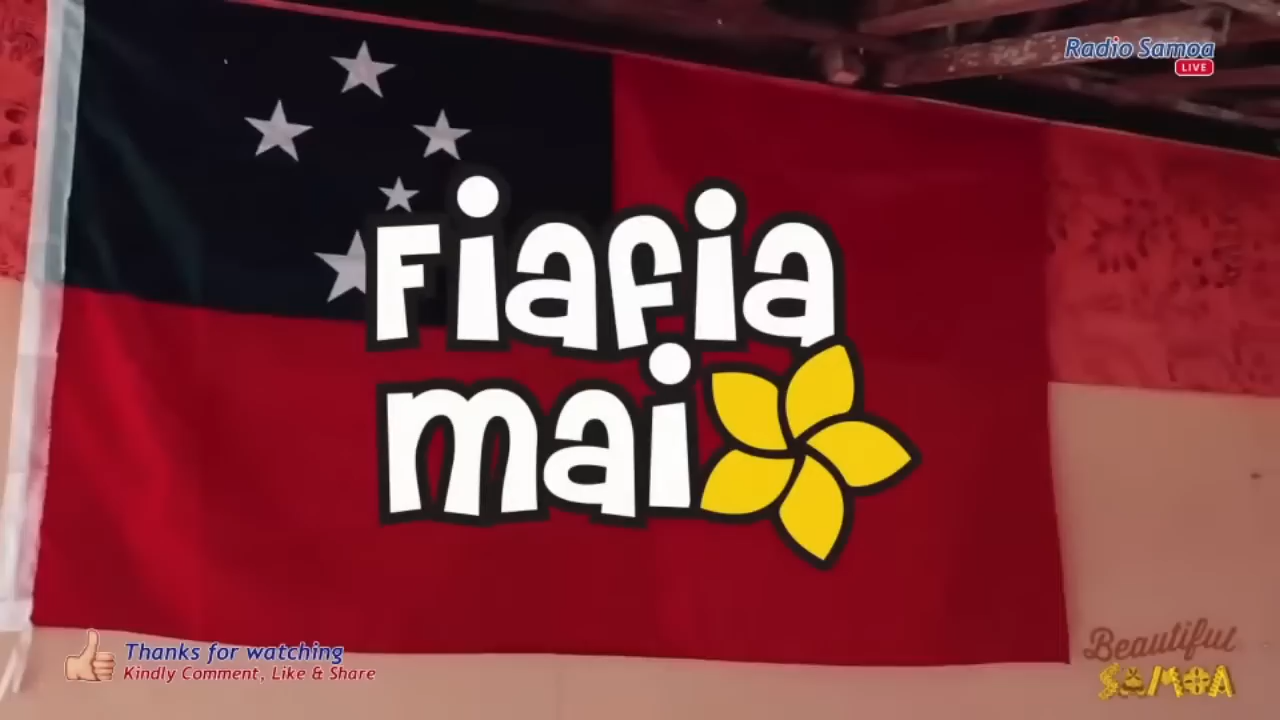 Radio Samoa
LIVE
Fiafia
mai
Thanks for watching
Kindly Comment, Like & Share
Beautiful
SAMOA